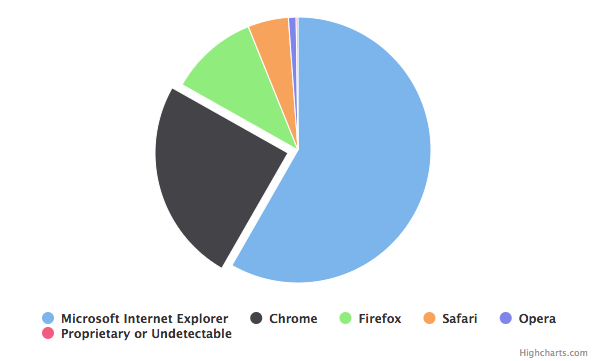 Microsoft Internet Explorer Chrome Firefox Safari Opera
Proprietary or Undetectable
Highcharts.com